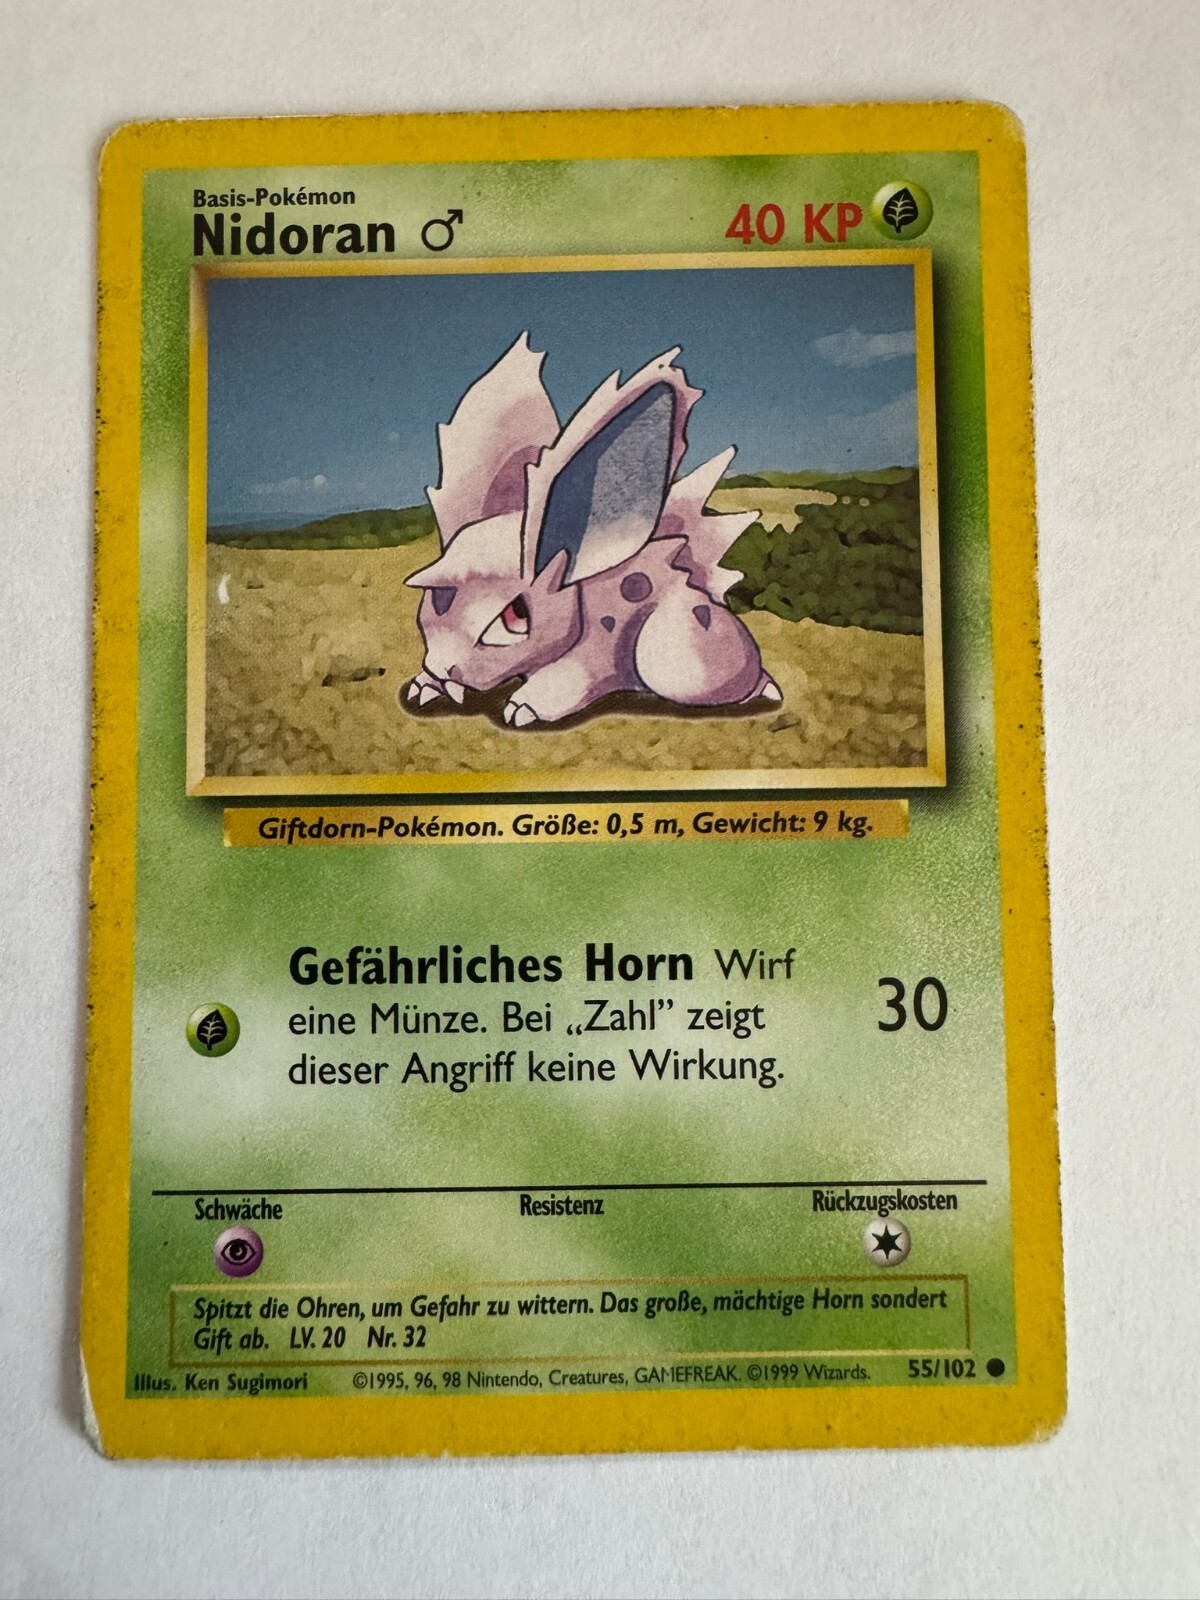 Basis-Pokémon
Nidoran ♂
40 KP
Giftdorn-Pokémon. Größe: 0,5 m, Gewicht: 9 kg.
Gefährliches Horn Wirf
eine Münze. Bei „Zahl” zeigt
dieser Angriff keine Wirkung.
30
Schwäche
Resistenz
Rückzugskosten
Spitzt die Ohren, um Gefahr zu wittern. Das große, mächtige Horn sondert
Gift ab. LV. 20 Nr. 32
Illus. Ken Sugimori
©1995, 96, 98 Nintendo, Creatures, GAMEFREAK. ©1999 Wizards.
55/102 ●